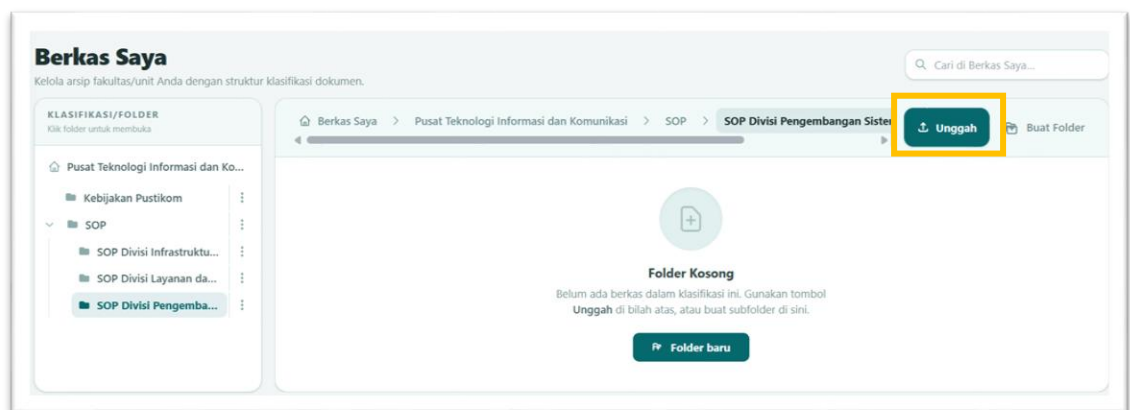 Berkas Saya
Kelola arsip fakultas/unit Anda dengan struktur klasifikasi dokumen.
Cari di Berkas Saya...
KLASIFIKASI/FOLDER
Klik folder untuk membuka
Berkas Saya > Pusat Teknologi Informasi dan Komunikasi > SOP > SOP Divisi Pengembangan Sister
Unggah
Buat Folder
Pusat Teknologi Informasi dan Ko...
Kebijakan Pustikom
SOP
SOP Divisi Infrastruktu...
SOP Divisi Layanan da...
SOP Divisi Pengemba...
Folder Kosong
Belum ada berkas dalam klasifikasi ini. Gunakan tombol
Unggah di bilah atas, atau buat subfolder di sini.
Folder baru